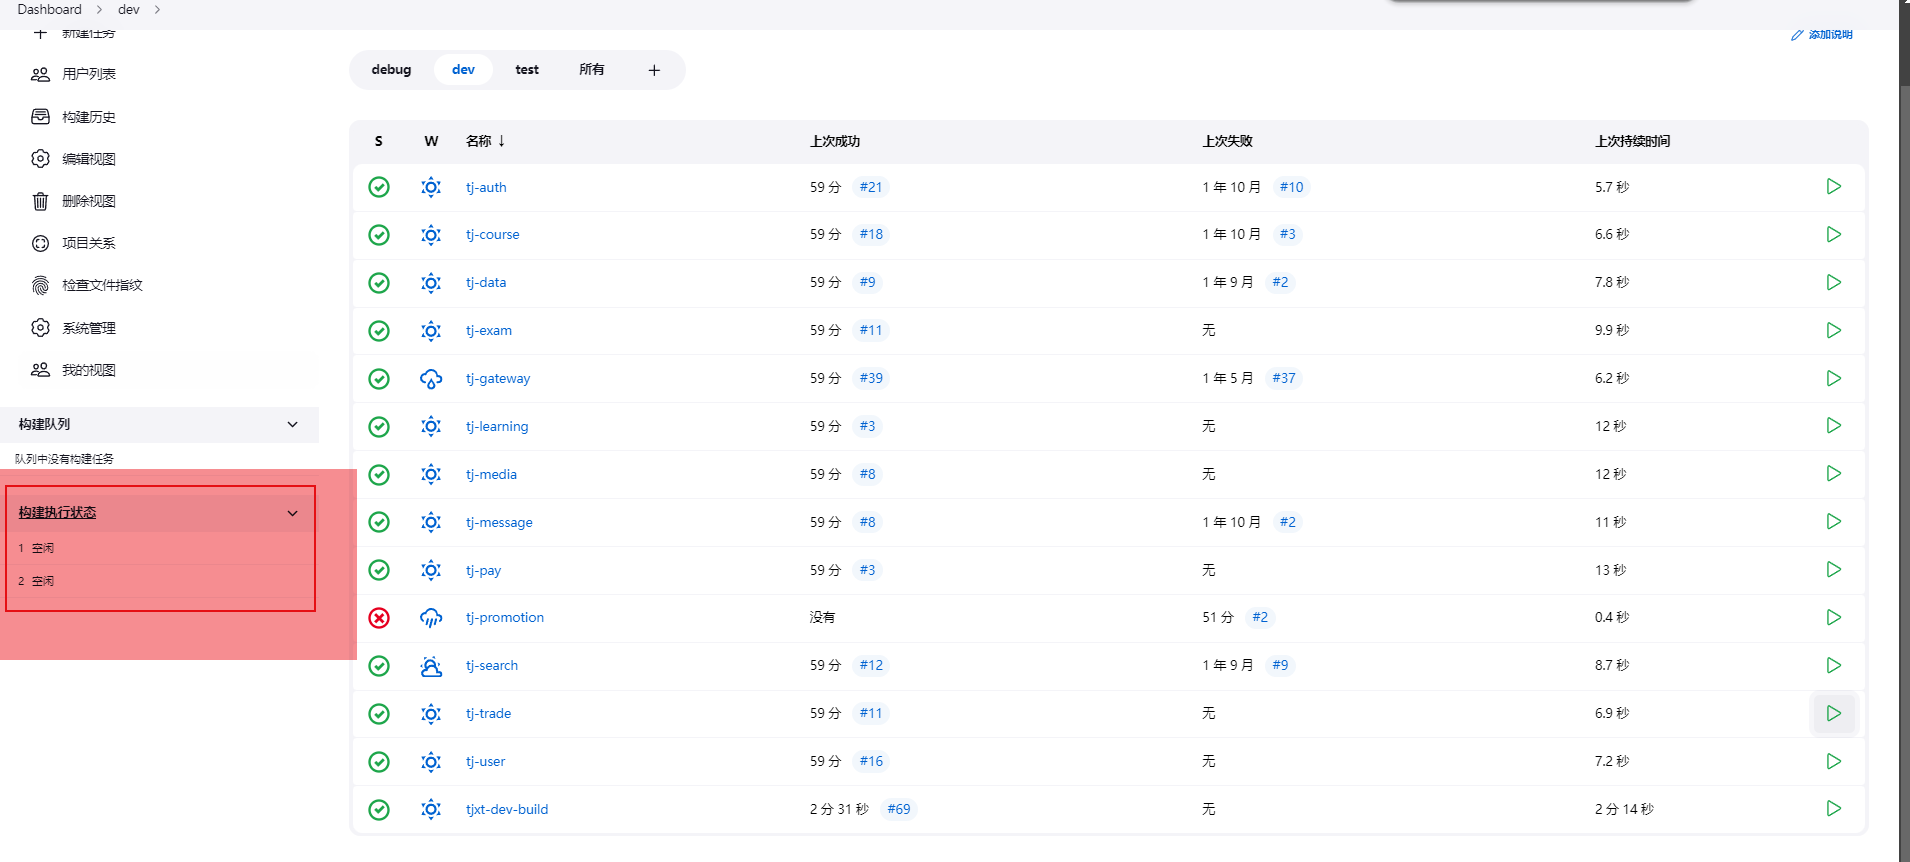 Dashboard > dev >
新建任务
用户列表
构建历史
编辑视图
删除视图
项目关系
检查文件指纹
系统管理
我的视图
构建队列
队列中没有构建任务
构建执行状态
1 空闲
2 空闲
添加说明
debug dev test 所有 +
S W 名称 ↓ 上次成功 上次失败 上次持续时间
tj-auth 59 分 #21 1 年 10 月 #10 5.7 秒
tj-course 59 分 #18 1 年 10 月 #3 6.6 秒
tj-data 59 分 #9 1 年 9 月 #2 7.8 秒
tj-exam 59 分 #11 无 9.9 秒
tj-gateway 59 分 #39 1 年 5 月 #37 6.2 秒
tj-learning 59 分 #3 无 12 秒
tj-media 59 分 #8 无 12 秒
tj-message 59 分 #8 1 年 10 月 #2 11 秒
tj-pay 59 分 #3 无 13 秒
tj-promotion 没有 51 分 #2 0.4 秒
tj-search 59 分 #12 1 年 9 月 #9 8.7 秒
tj-trade 59 分 #11 无 6.9 秒
tj-user 59 分 #16 无 7.2 秒
tjxt-dev-build 2 分 31 秒 #69 无 2 分 14 秒